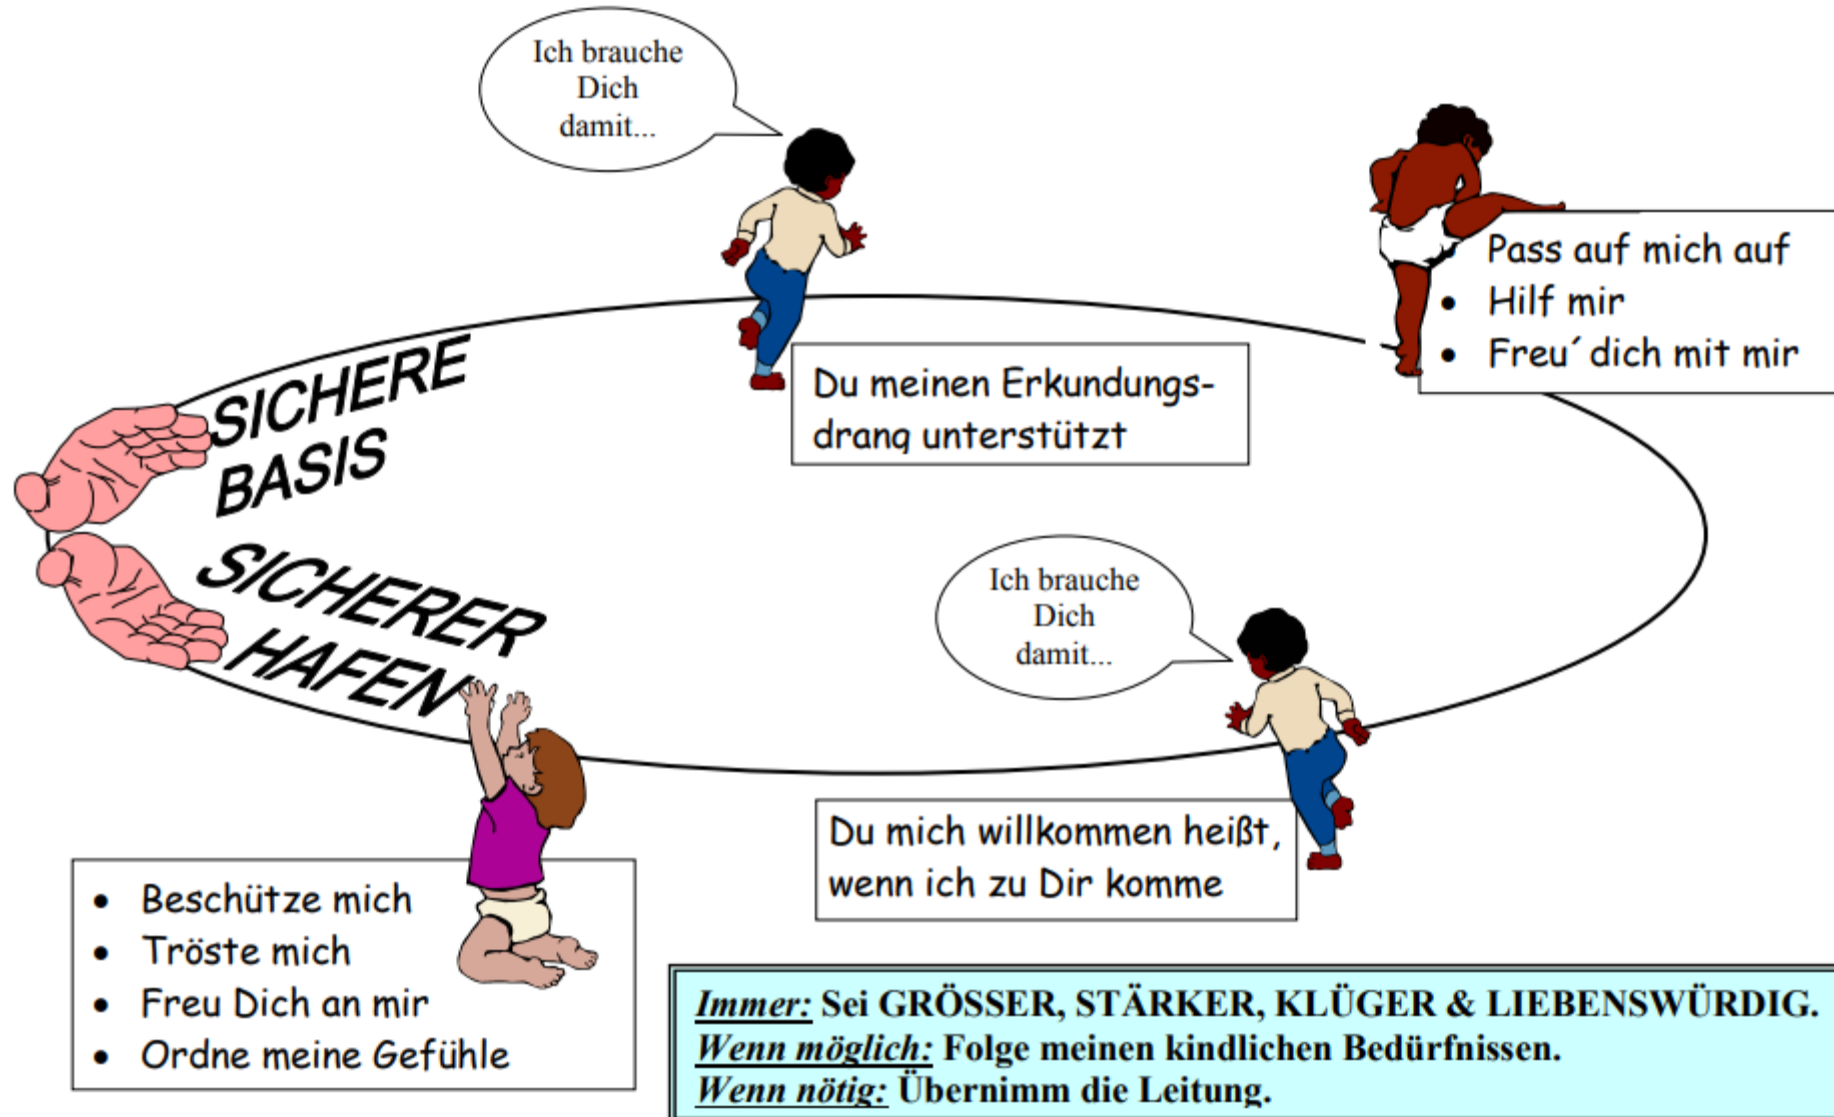 Ich brauche
Dich
damit...
Pass auf mich auf
• Hilf mir
• Freu´dich mit mir
SICHERE
BASIS
Du meinen Erkundungs-
drang unterstützt
SICHERER
HAFEN
Ich brauche
Dich
damit...
Du mich willkommen heißt,
wenn ich zu Dir komme
• Beschütze mich
• Tröste mich
• Freu Dich an mir
• Ordne meine Gefühle
Immer: Sei GRÖSSER, STÄRKER, KLÜGER & LIEBENSWÜRDIG.
Wenn möglich: Folge meinen kindlichen Bedürfnissen.
Wenn nötig: Übernimm die Leitung.